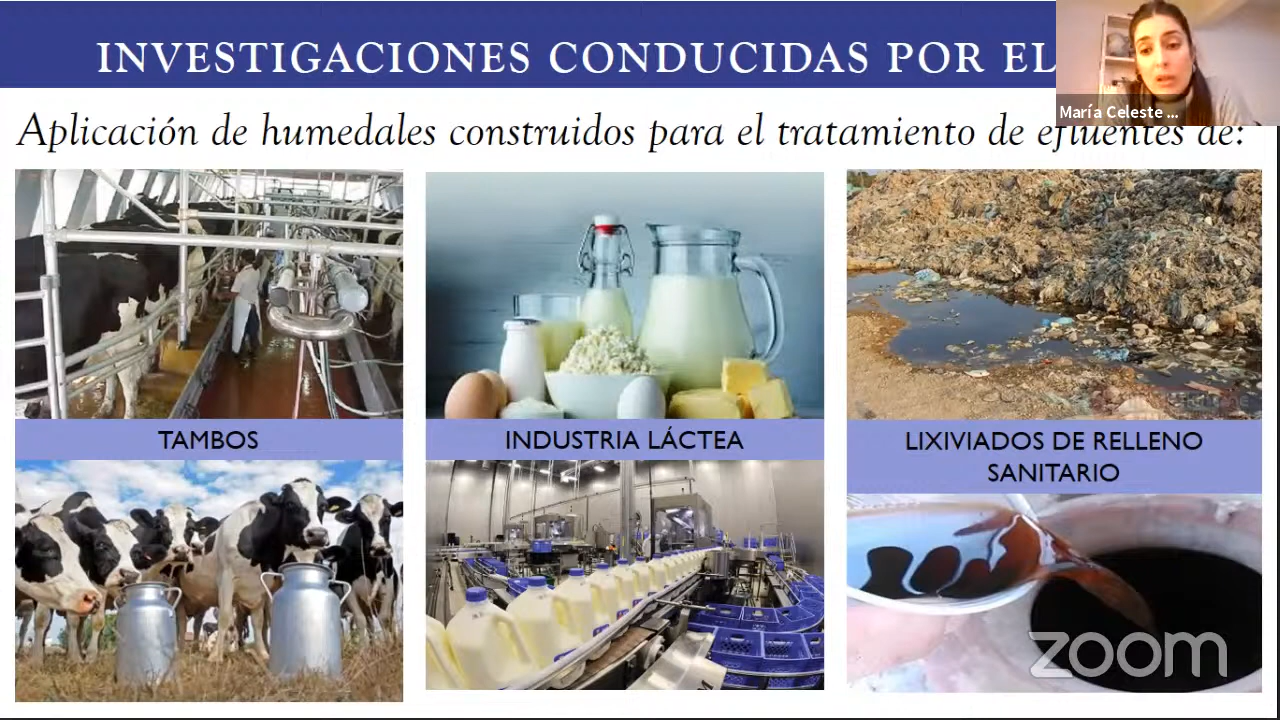 INVESTIGACIONES CONDUCIDAS POR EL
María Celeste ...
Aplicación de humedales construidos para el tratamiento de efluentes de:
TAMBOS
INDUSTRIA LÁCTEA
LIXIVIADOS DE RELLENO
SANITARIO
zoom